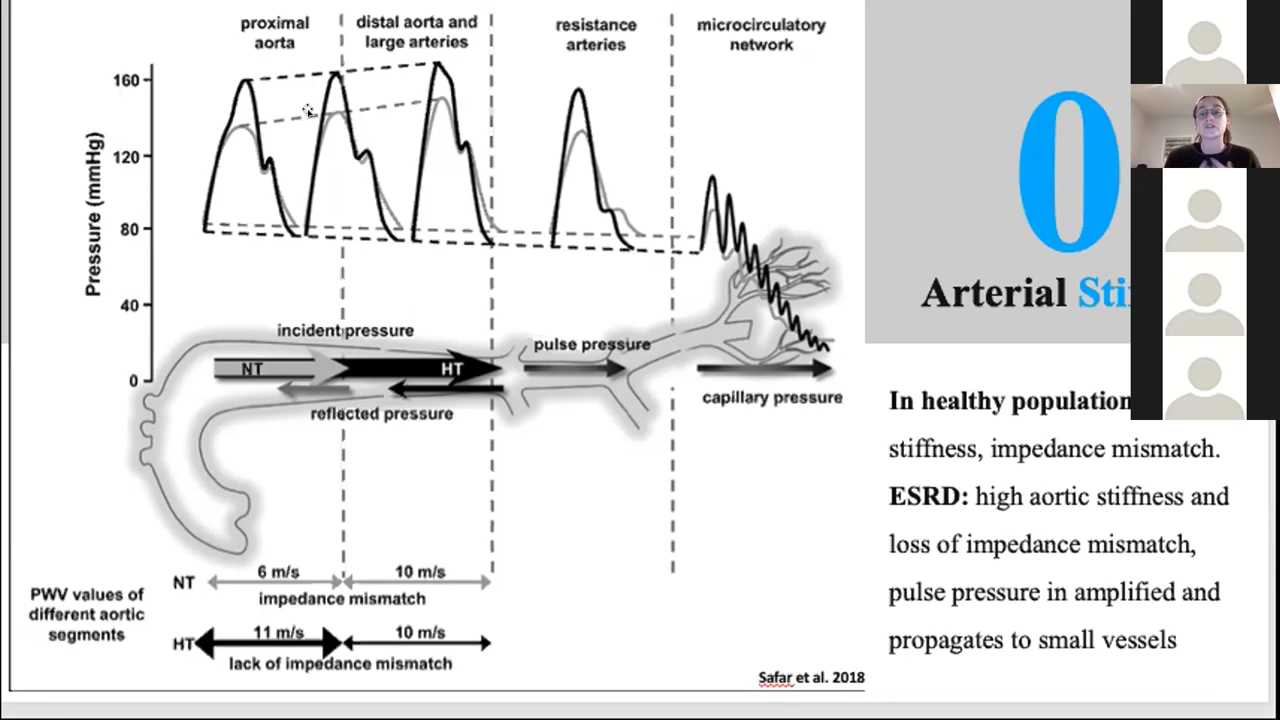 proximal
aorta
distal aorta and
large arteries
resistance
arteries
microcirculatory
network
Pressure (mmHg)
160
120
80
40
0
incident pressure
NT
HT
reflected pressure
pulse pressure
capillary pressure
PWV values of
different aortic
segments
NT
6 m/s
10 m/s
impedance mismatch
HT
11 m/s
10 m/s
lack of impedance mismatch
Safar et al. 2018
0
Arterial
In healthy population
stiffness, impedance mismatch.
ESRD: high aortic stiffness and
loss of impedance mismatch,
pulse pressure in amplified and
propagates to small vessels